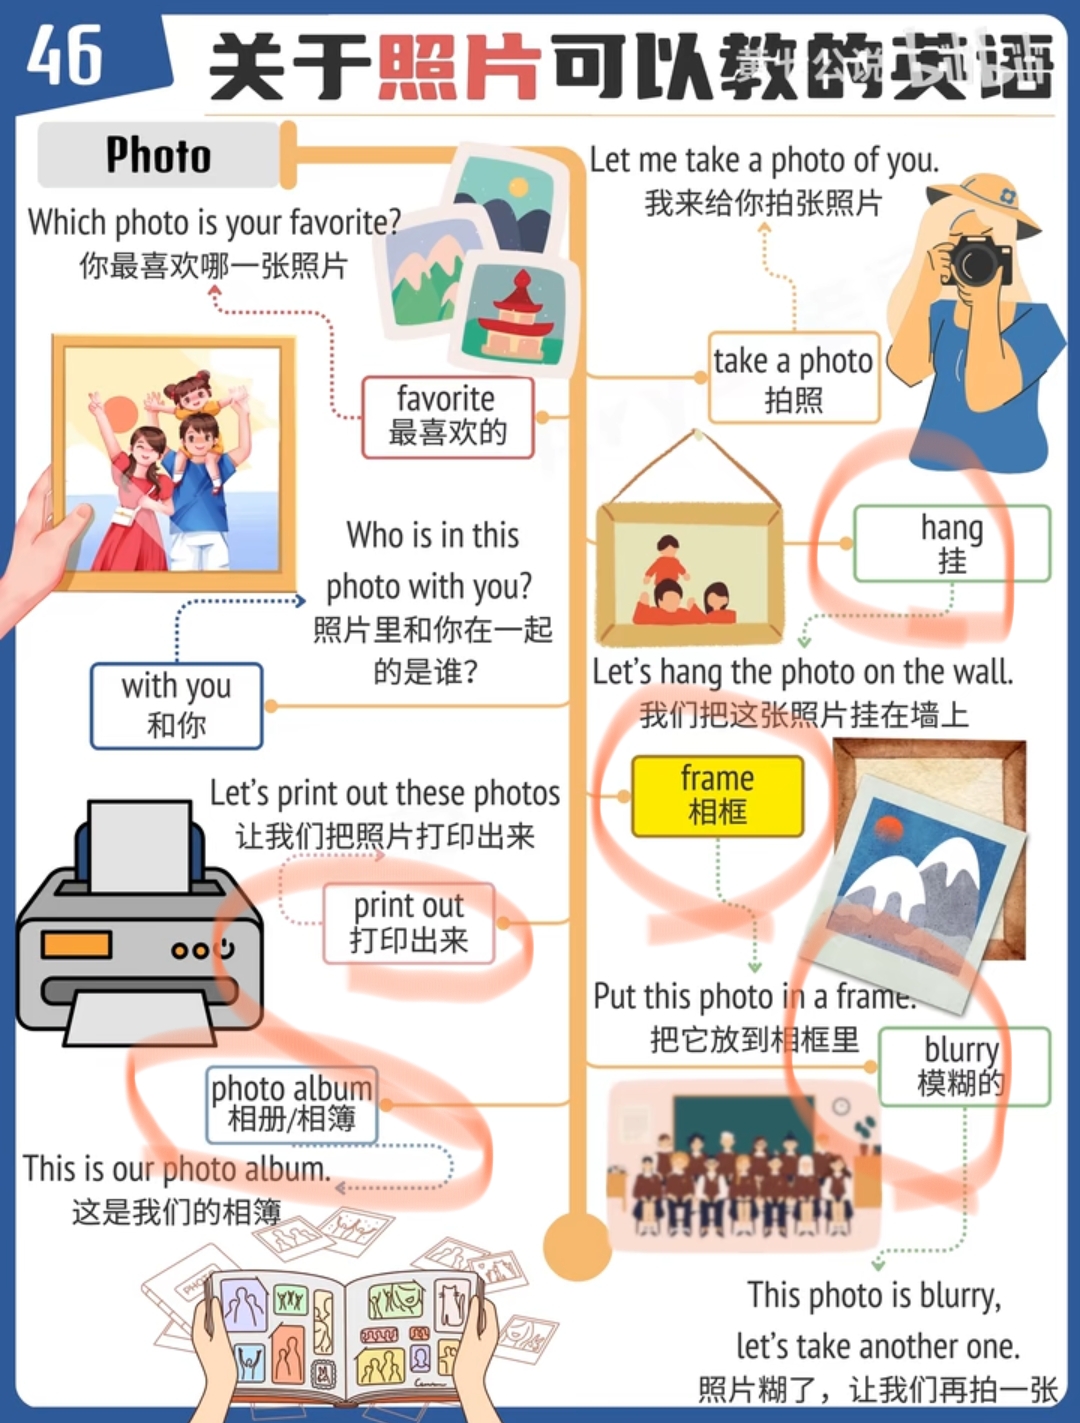 46
关于照片可以教的英语
Photo
Which photo is your favorite?
你最喜欢哪一张照片
favorite
最喜欢的
Who is in this
photo with you?
照片里和你在一起
的是谁？
with you
和你
Let's print out these photos
让我们把照片打印出来
print out
打印出来
photo album
相册/相簿
This is our photo album.
这是我们的相簿
Let me take a photo of you.
我来给你拍张照片
take a photo
拍照
hang
挂
Let's hang the photo on the wall.
我们把这张照片挂在墙上
frame
相框
Put this photo in a frame.
把它放到相框里
blurry
模糊的
This photo is blurry,
let's take another one.
照片糊了，让我们再拍一张